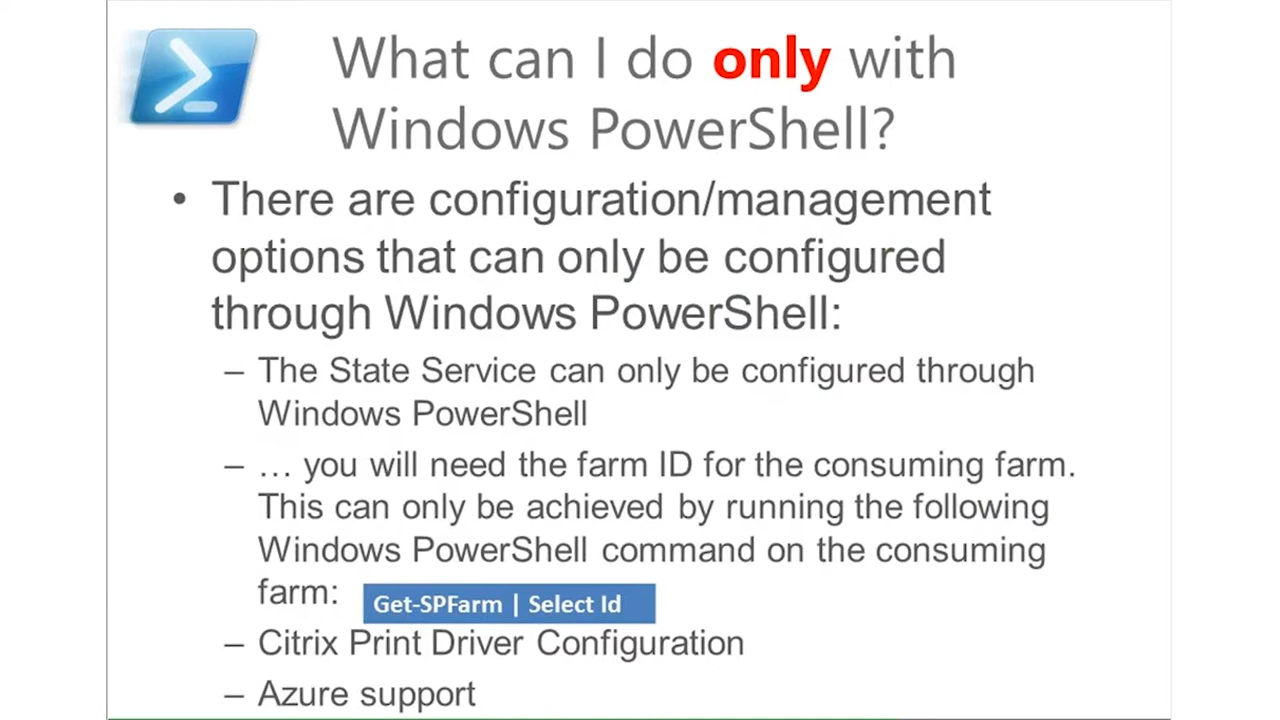 What can I do only with
Windows PowerShell?
• There are configuration/management
options that can only be configured
through Windows PowerShell:
– The State Service can only be configured through
Windows PowerShell
– … you will need the farm ID for the consuming farm.
This can only be achieved by running the following
Windows PowerShell command on the consuming
farm: Get-SPFarm | Select Id
– Citrix Print Driver Configuration
– Azure support